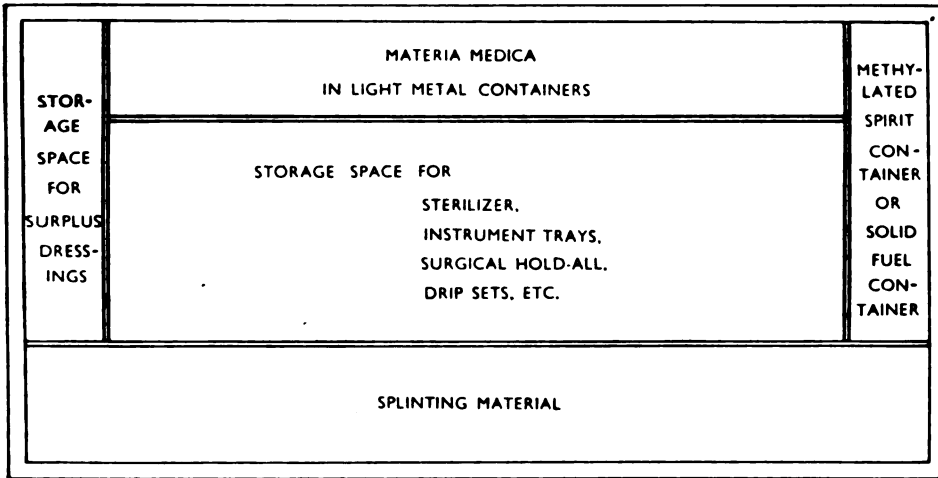 STOR-
AGE
SPACE
FOR
SURPLUS
DRESS-
INGS
MATERIA MEDICA
IN LIGHT METAL CONTAINERS
STORAGE SPACE FOR
STERILIZER,
INSTRUMENT TRAYS,
SURGICAL HOLD-ALL,
DRIP SETS, ETC.
METHY-
LATED
SPIRIT
CON-
TAINER
OR
SOLID
FUEL
CON-
TAINER
SPLINTING MATERIAL